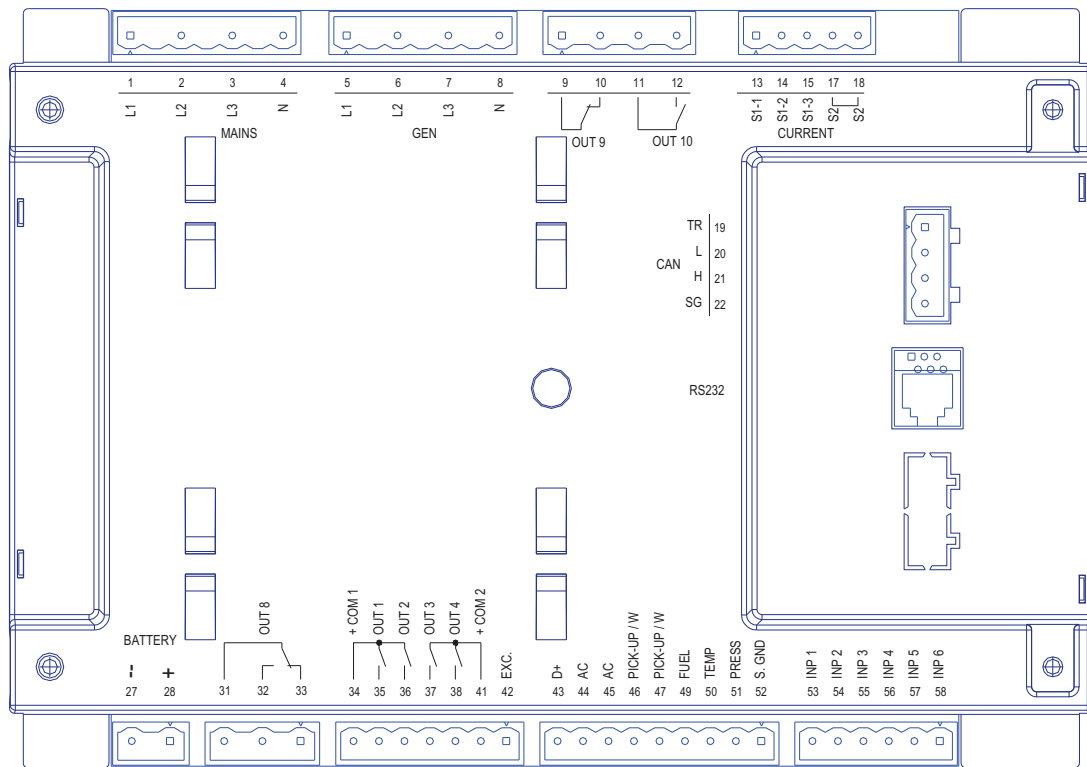 1 2 3 4 5 6 7 8 9 10 11 12 13 14 15 17 18
L1 L2 L3 N L1 L2 L3 N S1-1 S1-2 S1-3 S2 S2
MAINS GEN OUT 9 OUT 10 CURRENT
TR 19
L 20
CAN
H 21
SG 22
RS232
BATTERY OUT 8 + COM 1 OUT 1 OUT 2 OUT 3 OUT 4 + COM 2 EXC. D+ AC AC PICK-UP / W PICK-UP / W FUEL TEMP PRESS S. GND INP 1 INP 2 INP 3 INP 4 INP 5 INP 6
- +
27 28 31 32 33 34 35 36 37 38 41 42 43 44 45 46 47 49 50 51 52 53 54 55 56 57 58